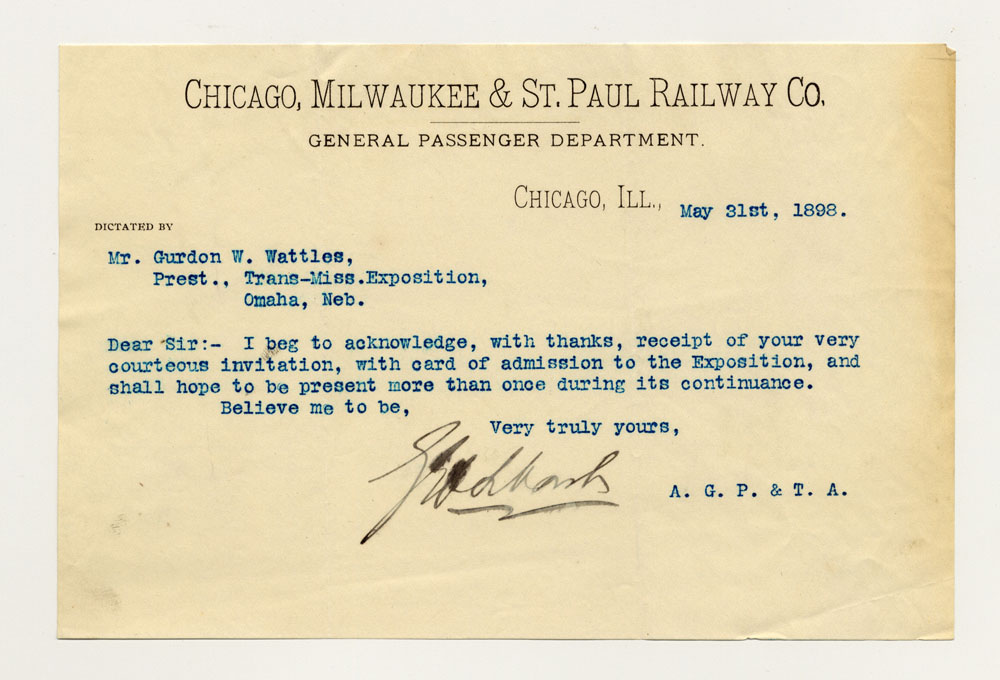 CHICAGO, MILWAUKEE & ST. PAUL RAILWAY CO.
GENERAL PASSENGER DEPARTMENT.
CHICAGO, ILL., May 31st, 1898.
DICTATED BY
Mr. Gurdon W. Wattles,
Prest., Trans-Miss.Exposition,
Omaha, Neb.
Dear Sir:- I beg to acknowledge, with thanks, receipt of your very
courteous invitation, with card of admission to the Exposition, and
shall hope to be present more than once during its continuance.
Believe me to be,
Very truly yours,
A. G. P. & T. A.